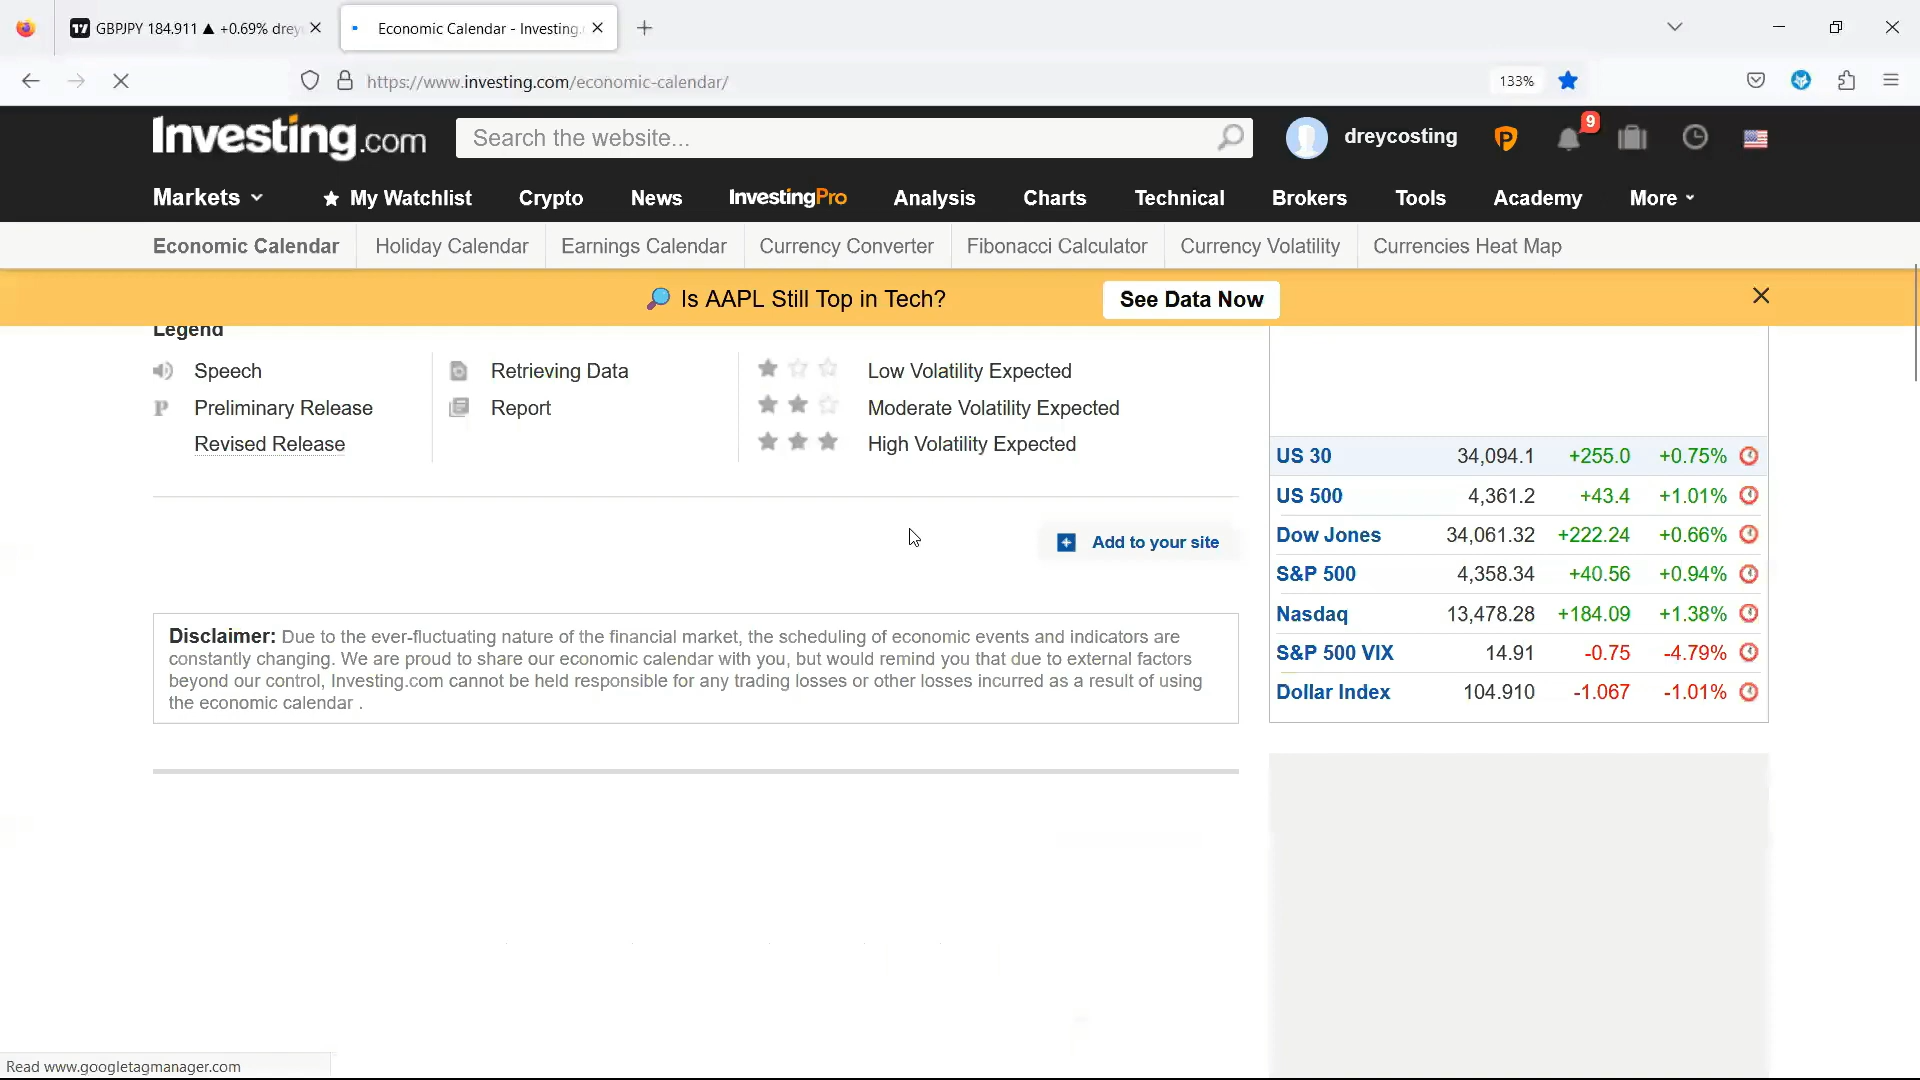 GBPJPY 184.911 ▲ +0.69% drey
Economic Calendar - Investing.
https://www.investing.com/economic-calendar/
133%
Investing.com
Search the website...
dreycosting
9
Markets
My Watchlist
Crypto
News
InvestingPro
Analysis
Charts
Technical
Brokers
Tools
Academy
More
Economic Calendar
Holiday Calendar
Earnings Calendar
Currency Converter
Fibonacci Calculator
Currency Volatility
Currencies Heat Map
Is AAPL Still Top in Tech?
See Data Now
Legend
Speech
Retrieving Data
Low Volatility Expected
P Preliminary Release
Report
Moderate Volatility Expected
Revised Release
High Volatility Expected
Add to your site
Disclaimer: Due to the ever-fluctuating nature of the financial market, the scheduling of economic events and indicators are
constantly changing. We are proud to share our economic calendar with you, but would remind you that due to external factors
beyond our control, Investing.com cannot be held responsible for any trading losses or other losses incurred as a result of using
the economic calendar .
US 30 34,094.1 +255.0 +0.75%
US 500 4,361.2 +43.4 +1.01%
Dow Jones 34,061.32 +222.24 +0.66%
S&P 500 4,358.34 +40.56 +0.94%
Nasdaq 13,478.28 +184.09 +1.38%
S&P 500 VIX 14.91 -0.75 -4.79%
Dollar Index 104.910 -1.067 -1.01%
Read www.googletagmanager.com